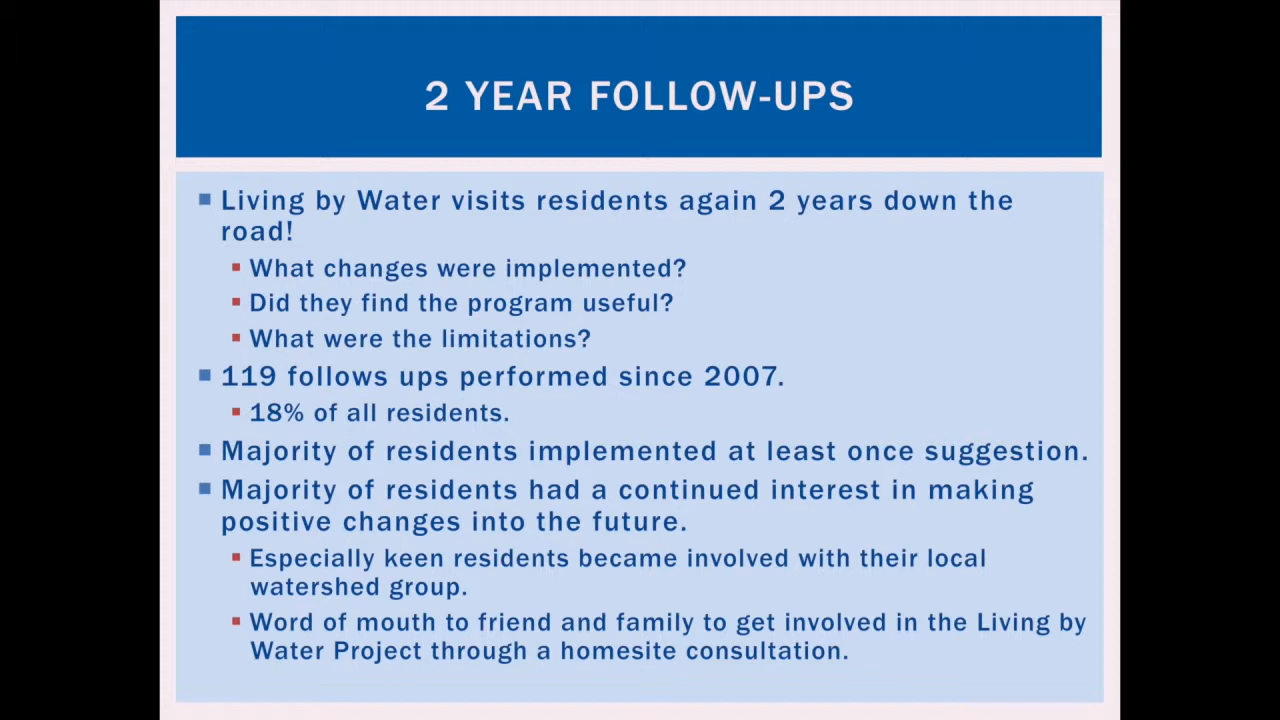 2 YEAR FOLLOW-UPS
Living by Water visits residents again 2 years down the
road!
What changes were implemented?
Did they find the program useful?
What were the limitations?
119 follows ups performed since 2007.
18% of all residents.
Majority of residents implemented at least once suggestion.
Majority of residents had a continued interest in making
positive changes into the future.
Especially keen residents became involved with their local
watershed group.
Word of mouth to friend and family to get involved in the Living by
Water Project through a homesite consultation.